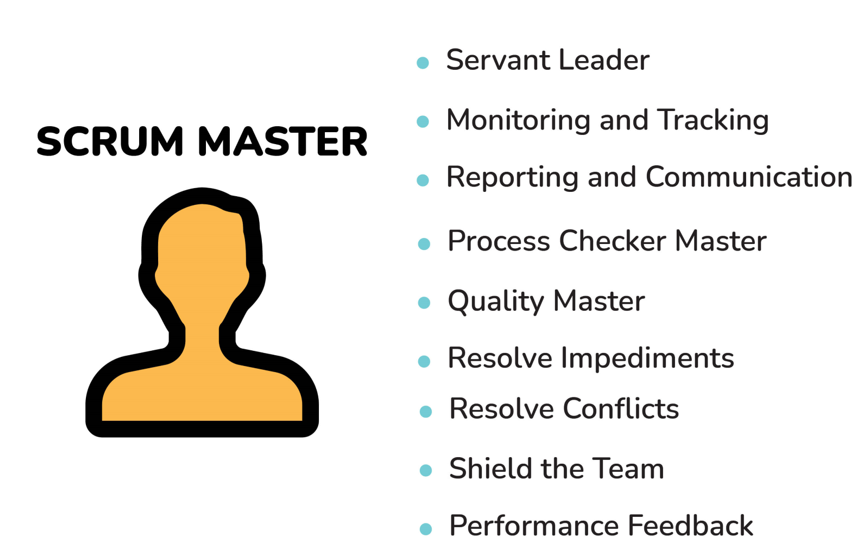 SCRUM MASTER
Servant Leader
Monitoring and Tracking
Reporting and Communication
Process Checker Master
Quality Master
Resolve Impediments
Resolve Conflicts
Shield the Team
Performance Feedback